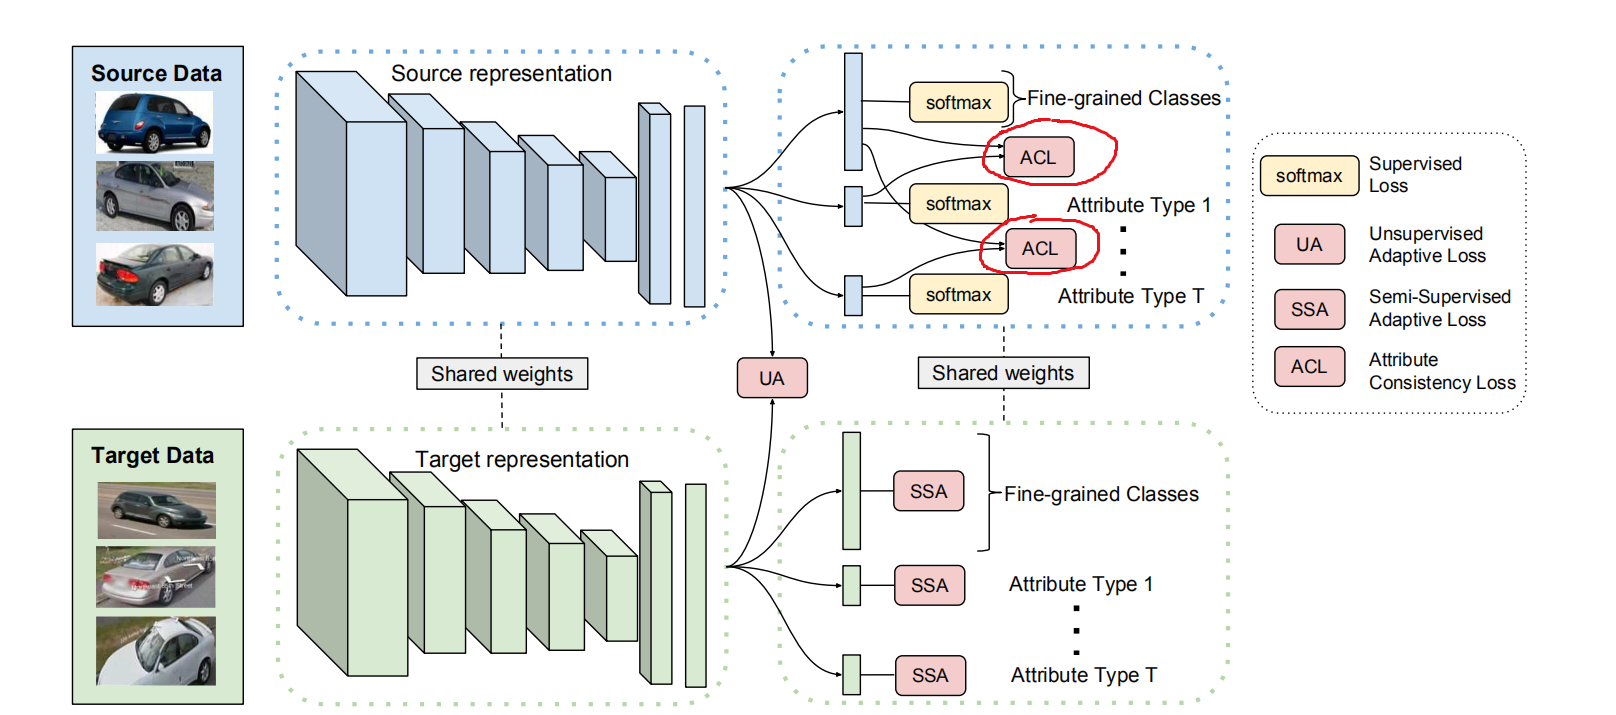 Source Data
Source representation
softmax
Fine-grained Classes
ACL
softmax
Attribute Type 1
ACL
softmax
Attribute Type T
Shared weights
UA
Shared weights
Target Data
Target representation
SSA
Fine-grained Classes
SSA
Attribute Type 1
SSA
Attribute Type T
softmax
Supervised
Loss
UA
Unsupervised
Adaptive Loss
SSA
Semi-Supervised
Adaptive Loss
ACL
Attribute
Consistency Loss